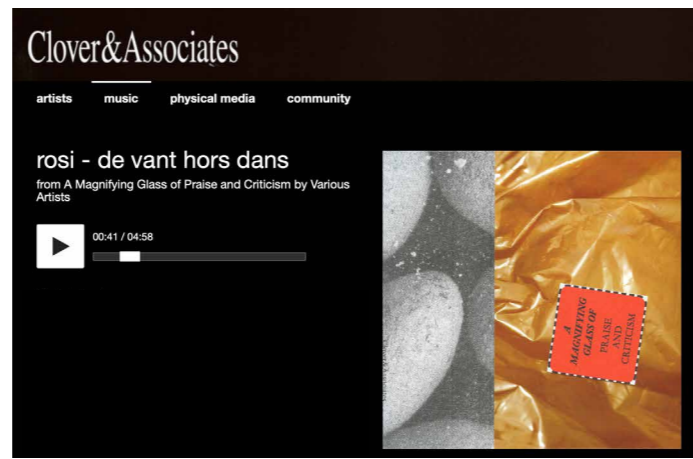 Clover&Associates
artists music physical media community
rosi - de vant hors dans
from A Magnifying Glass of Praise and Criticism by Various
Artists
00:41 / 04:58
A
MAGNIFYING
GLASS OF
PRAISE
AND
CRITICISM